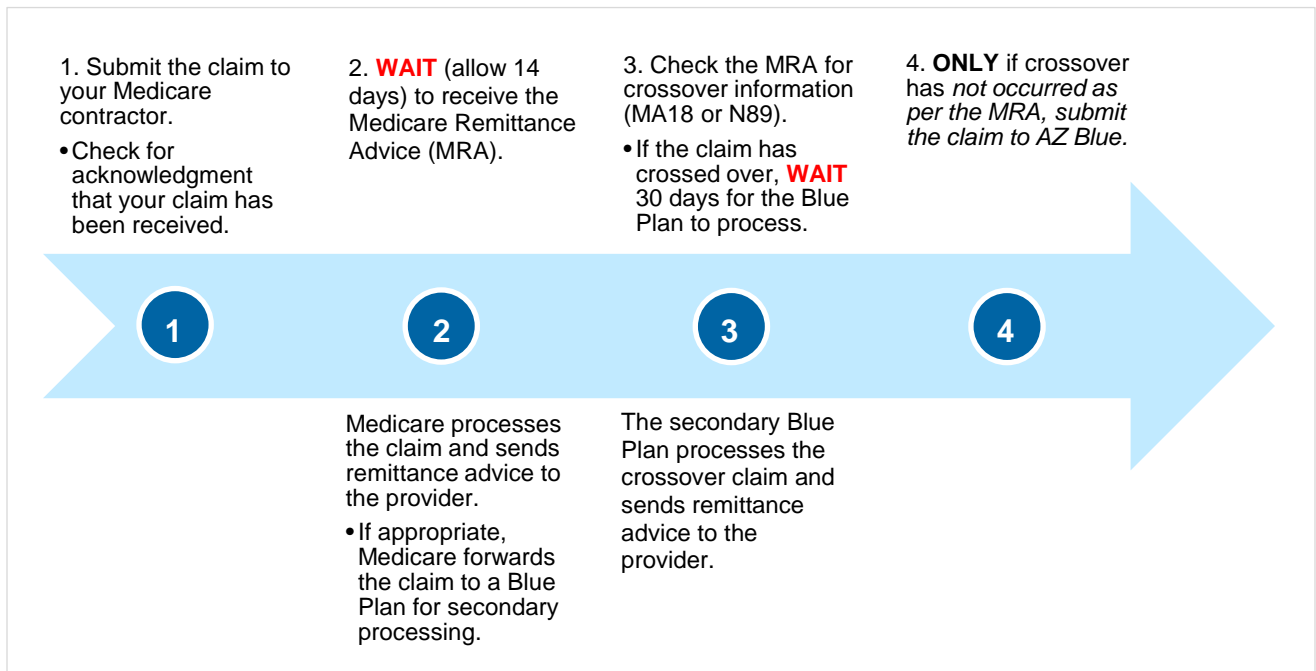 1. Submit the claim to
your Medicare
contractor.
•Check for
acknowledgment
that your claim has
been received.
2. WAIT (allow 14
days) to receive the
Medicare Remittance
Advice (MRA).
3. Check the MRA for
crossover information
(MA18 or N89).
•If the claim has
crossed over, WAIT
30 days for the Blue
Plan to process.
4. ONLY if crossover
has not occurred as
per the MRA, submit
the claim to AZ Blue.
1
2
3
4
Medicare processes
the claim and sends
remittance advice to
the provider.
•If appropriate,
Medicare forwards
the claim to a Blue
Plan for secondary
processing.
The secondary Blue
Plan processes the
crossover claim and
sends remittance
advice to the
provider.